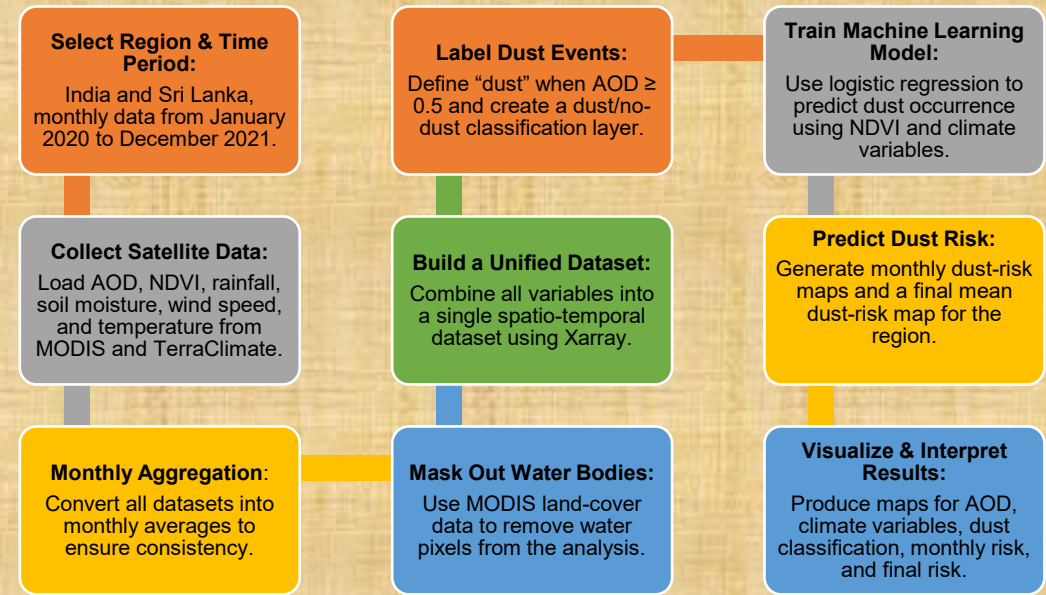 Select Region & Time
Period:
India and Sri Lanka,
monthly data from January
2020 to December 2021.
Collect Satellite Data:
Load AOD, NDVI, rainfall,
soil moisture, wind speed,
and temperature from
MODIS and TerraClimate.
Monthly Aggregation:
Convert all datasets into
monthly averages to
ensure consistency.
Mask Out Water Bodies:
Use MODIS land-cover
data to remove water
pixels from the analysis.
Build a Unified Dataset:
Combine all variables into
a single spatio-temporal
dataset using Xarray.
Label Dust Events:
Define “dust” when AOD ≥
0.5 and create a dust/no-
dust classification layer.
Train Machine Learning
Model:
Use logistic regression to
predict dust occurrence
using NDVI and climate
variables.
Predict Dust Risk:
Generate monthly dust-risk
maps and a final mean
dust-risk map for the
region.
Visualize & Interpret
Results:
Produce maps for AOD,
climate variables, dust
classification, monthly risk,
and final risk.